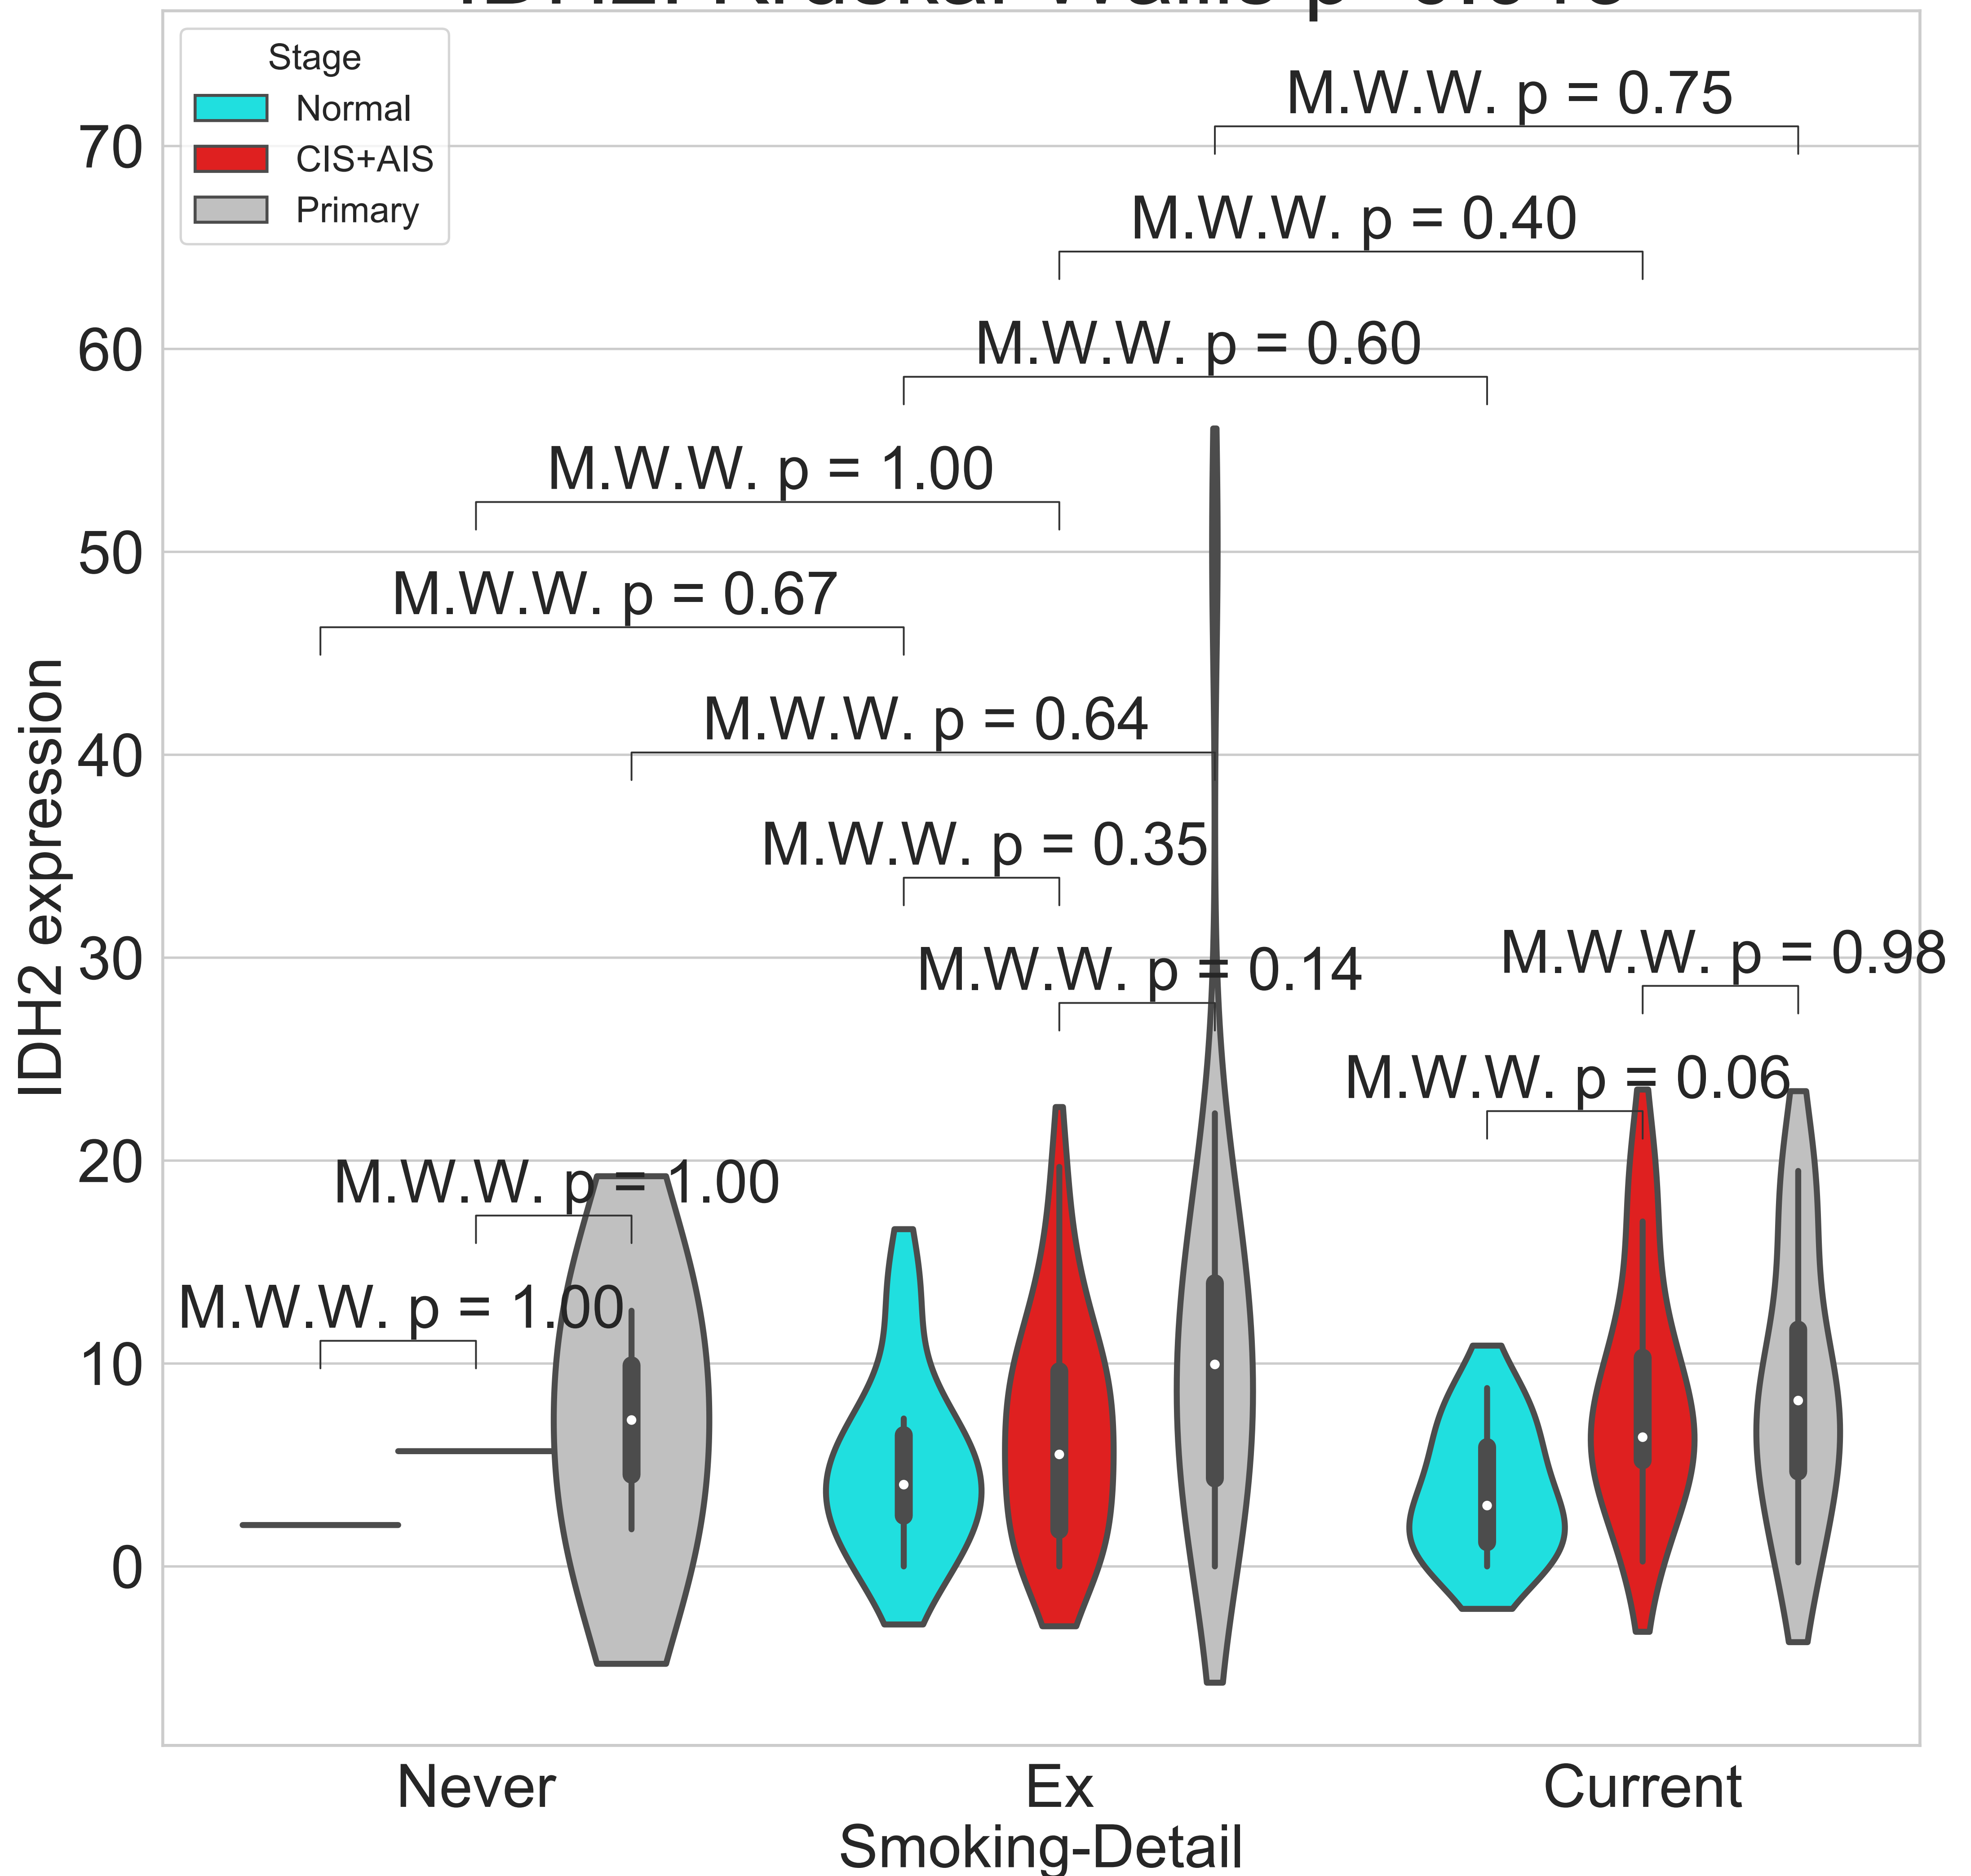 Stage
Normal
CIS+AIS
Primary
M.W.W. p = 0.75
M.W.W. p = 0.40
M.W.W. p = 0.60
M.W.W. p = 1.00
M.W.W. p = 0.67
M.W.W. p = 0.64
M.W.W. p = 0.35
M.W.W. p = 0.14
M.W.W. p = 0.98
M.W.W. p = 0.06
M.W.W. p = 1.00
M.W.W. p = 1.00
70
60
50
40
30
20
10
0
IDH2 expression
Never
Ex
Current
Smoking-Detail